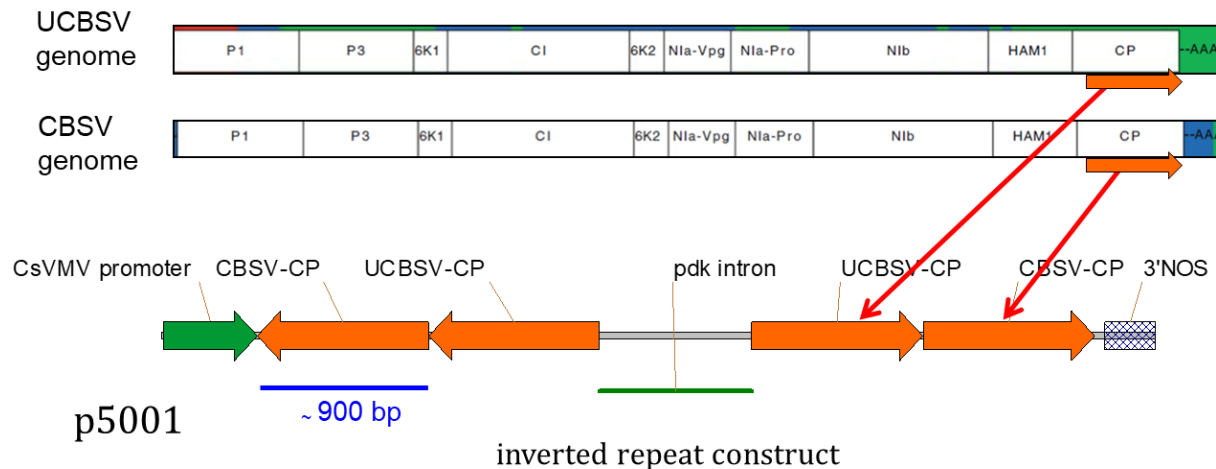 UCBSV
genome
P1 P3 6K1 CI 6K2 NIa-Vpg NIa-Pro NIb HAM1 CP --AAA
CBSV
genome
P1 P3 6K1 CI 6K2 NIa-Vpg NIa-Pro NIb HAM1 CP --AA
CsVMV promoter CBSV-CP UCBSV-CP pdk intron UCBSV-CP CBSV-CP 3'NOS
~ 900 bp
p5001
inverted repeat construct